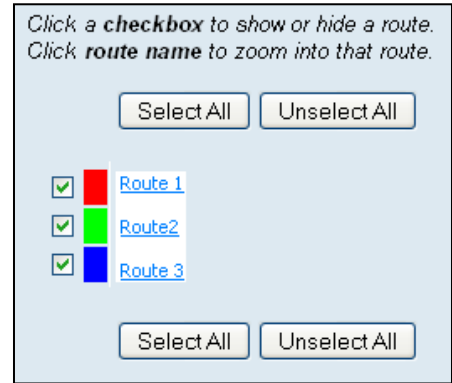 Click a checkbox to show or hide a route.
Click route name to zoom into that route.
Select All Unselect All
Route 1
Route2
Route 3
Select All Unselect All